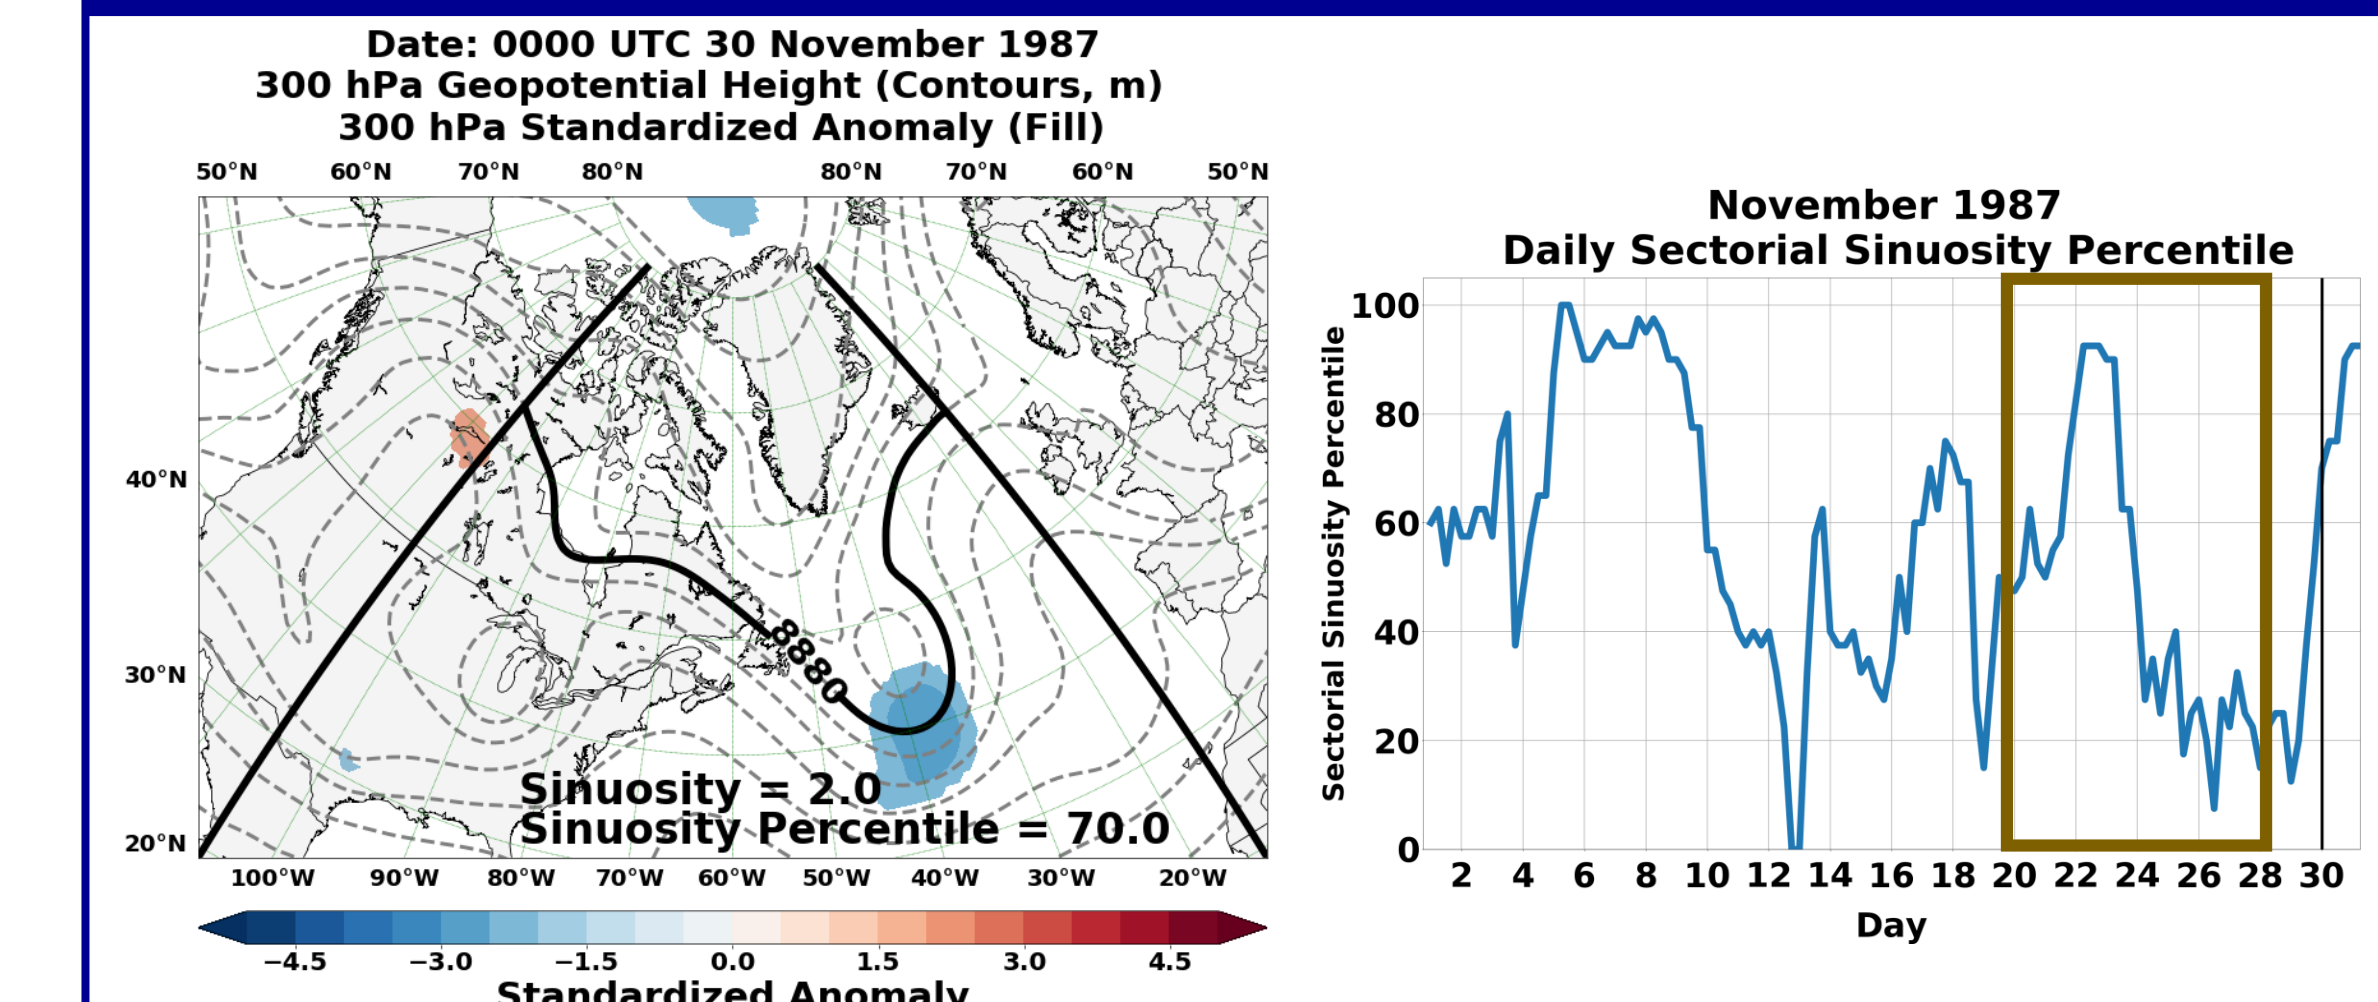 Date: 0000 UTC 30 November 1987
300 hPa Geopotential Height (Contours, m)
300 hPa Standardized Anomaly (Fill)
50°N 60°N 70°N 80°N 80°N 70°N 60°N 50°N
40°N
30°N
20°N
8880
Sinuosity = 2.0
Sinuosity Percentile = 70.0
100°W 90°W 80°W 70°W 60°W 50°W 40°W 30°W 20°W
−4.5 −3.0 −1.5 0.0 1.5 3.0 4.5
Standardized Anomaly
November 1987
Daily Sectorial Sinuosity Percentile
Sectorial Sinuosity Percentile
100
80
60
40
20
0
2 4 6 8 10 12 14 16 18 20 22 24 26 28 30
Day